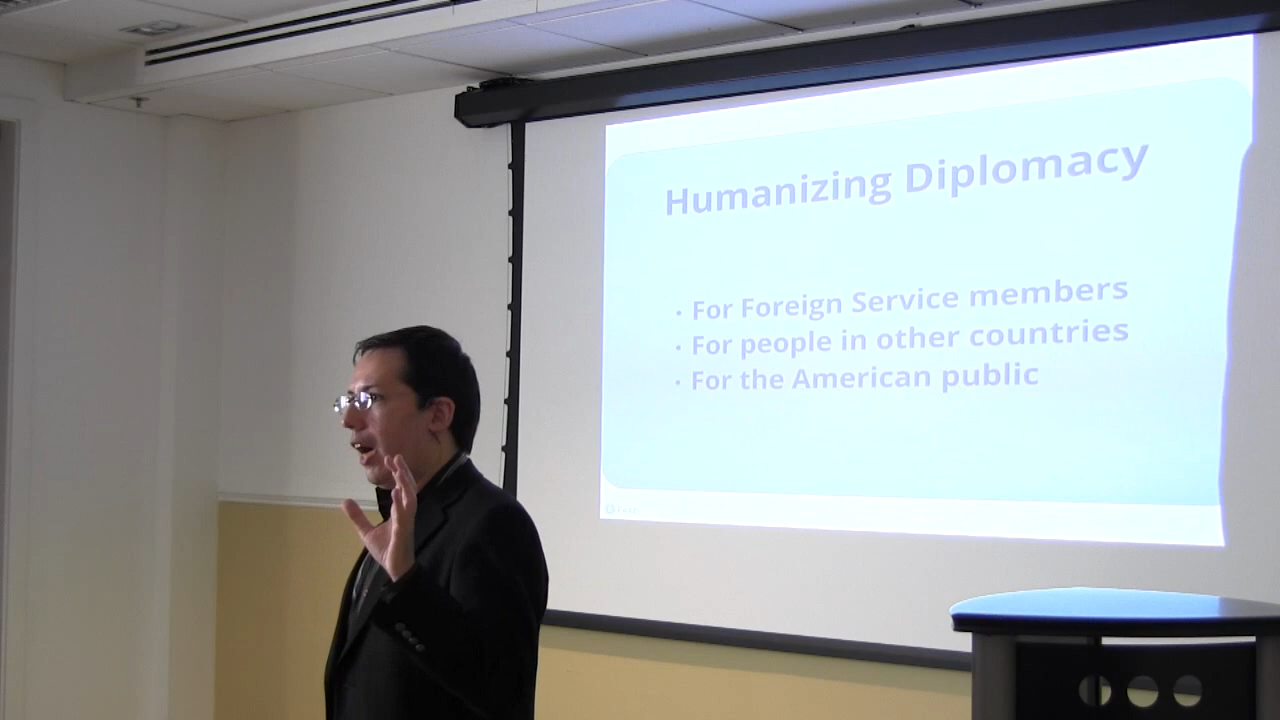 Humanizing Diplomacy
• For Foreign Service members
• For people in other countries
• For the American public